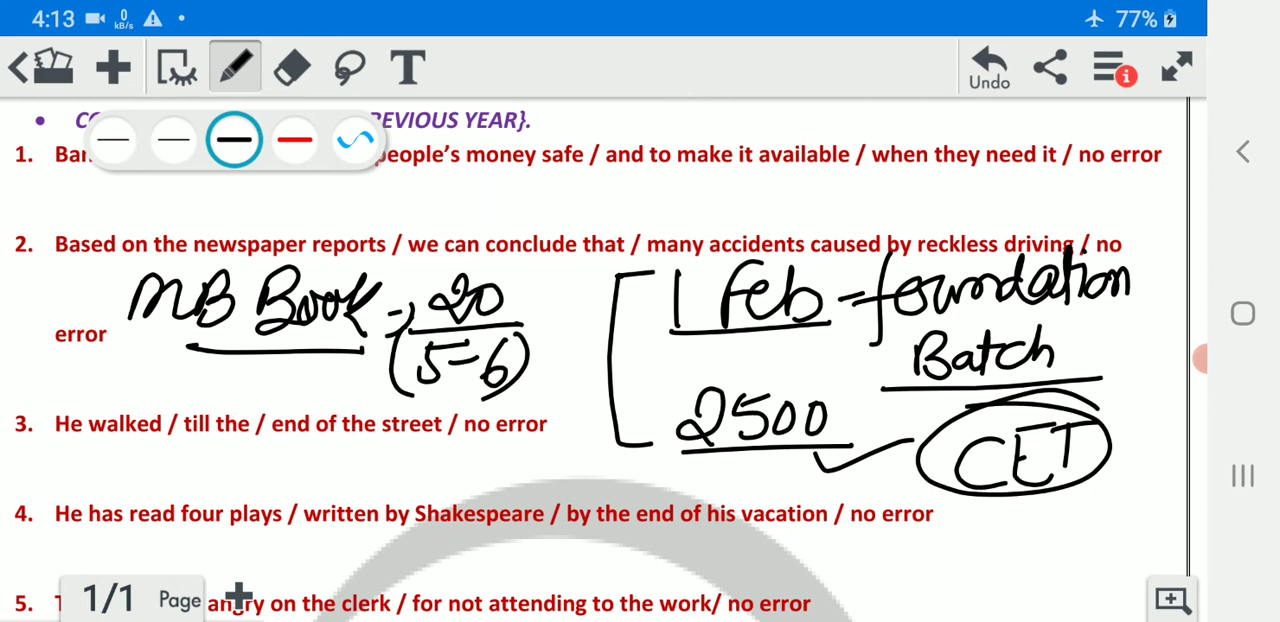 4:13 0 kB/s 77%
T Undo
EVIOUS YEAR}.
1. people's money safe / and to make it available / when they need it / no error
2. Based on the newspaper reports / we can conclude that / many accidents caused by reckless driving / no
error
MB Book → 20
(5-6)
1 Feb - foundation
Batch
2500 CET
3. He walked / till the / end of the street / no error
4. He has read four plays / written by Shakespeare / by the end of his vacation / no error
5. angry on the clerk / for not attending to the work/ no error
1/1 Page